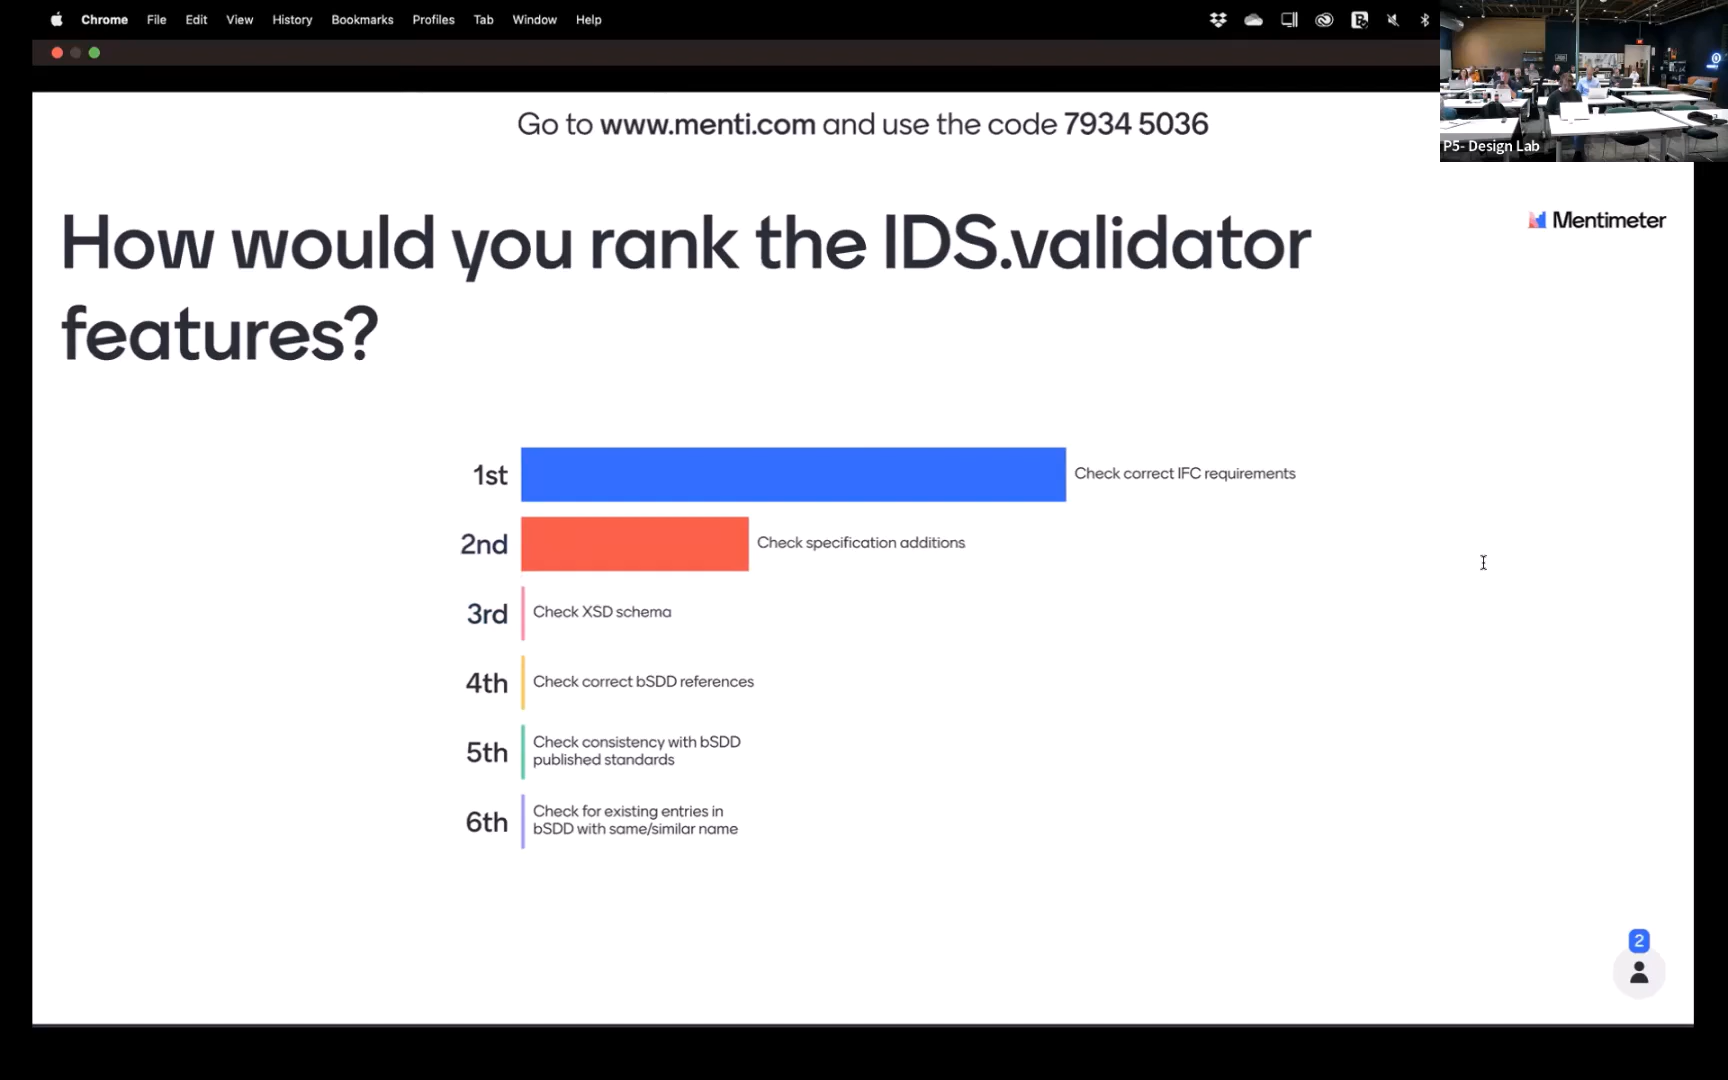 Chrome File Edit View History Bookmarks Profiles Tab Window Help
P5- Design Lab
Go to www.menti.com and use the code 7934 5036
Mentimeter
How would you rank the IDS.validator
features?
1st Check correct IFC requirements
2nd Check specification additions
3rd Check XSD schema
4th Check correct bSDD references
5th Check consistency with bSDD
published standards
6th Check for existing entries in
bSDD with same/similar name
2